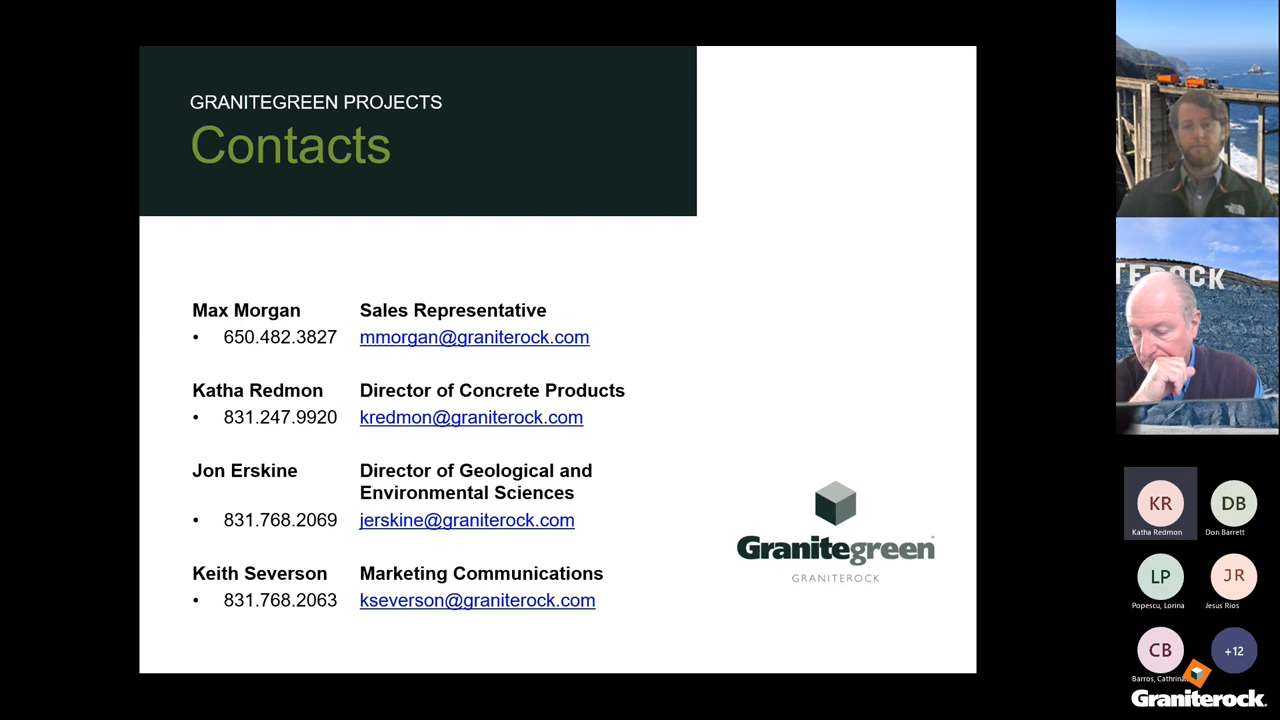 GRANITEGREEN PROJECTS
Contacts
Max Morgan Sales Representative
• 650.482.3827 mmorgan@graniterock.com
Katha Redmon Director of Concrete Products
• 831.247.9920 kredmon@graniterock.com
Jon Erskine Director of Geological and
Environmental Sciences
• 831.768.2069 jerskine@graniterock.com
Keith Severson Marketing Communications
• 831.768.2063 kseverson@graniterock.com
Granitegreen
GRANITEROCK
TEROCK
KR
Katha Redmon
DB
Don Barrett
LP
Popescu, Lorina
JR
Jesus Rios
CB
Barros, Cathrina
+12
Graniterock.